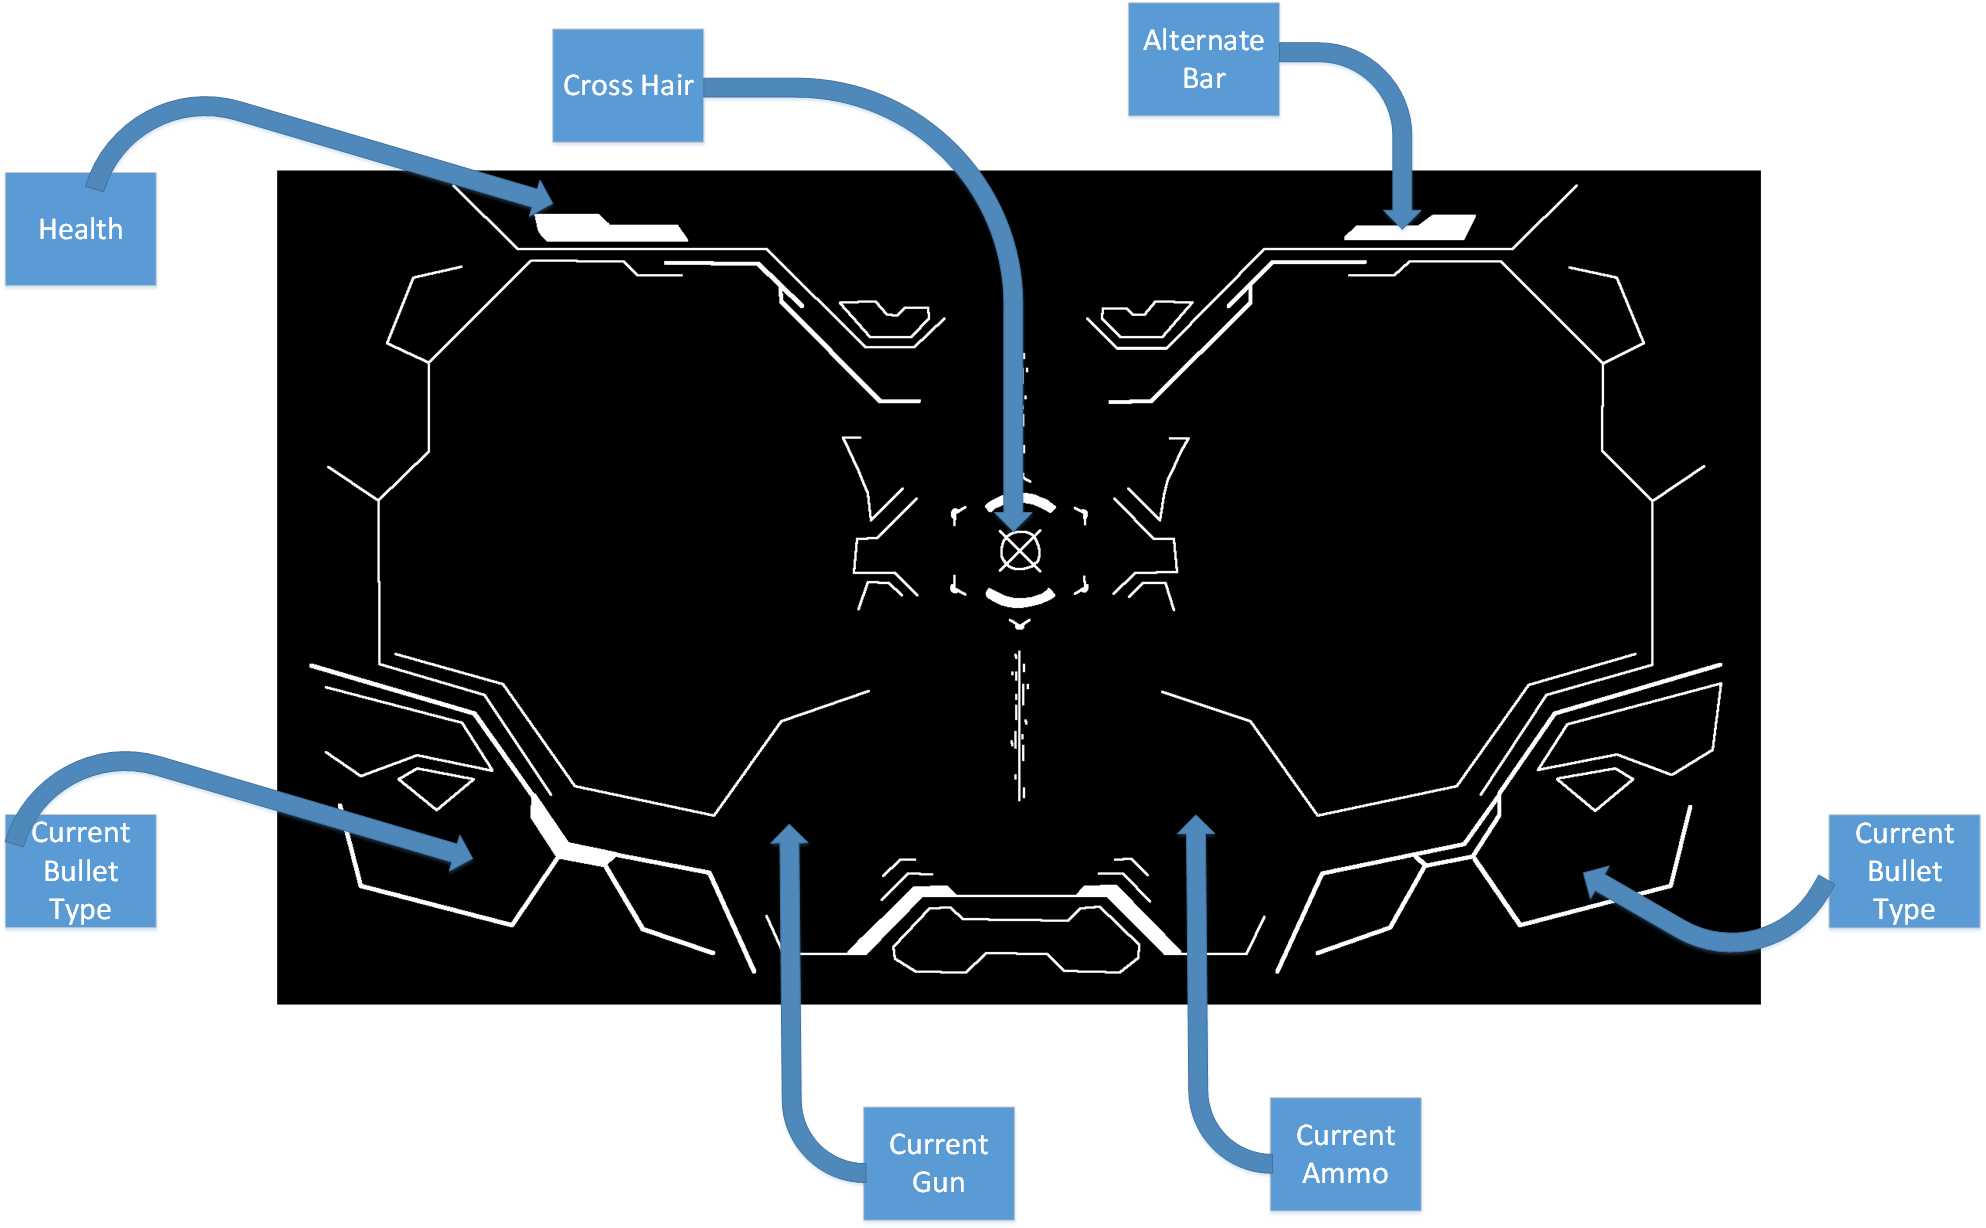 Alternate
Bar
Cross Hair
Health
Current
Bullet
Type
Current
Bullet
Type
Current
Gun
Current
Ammo